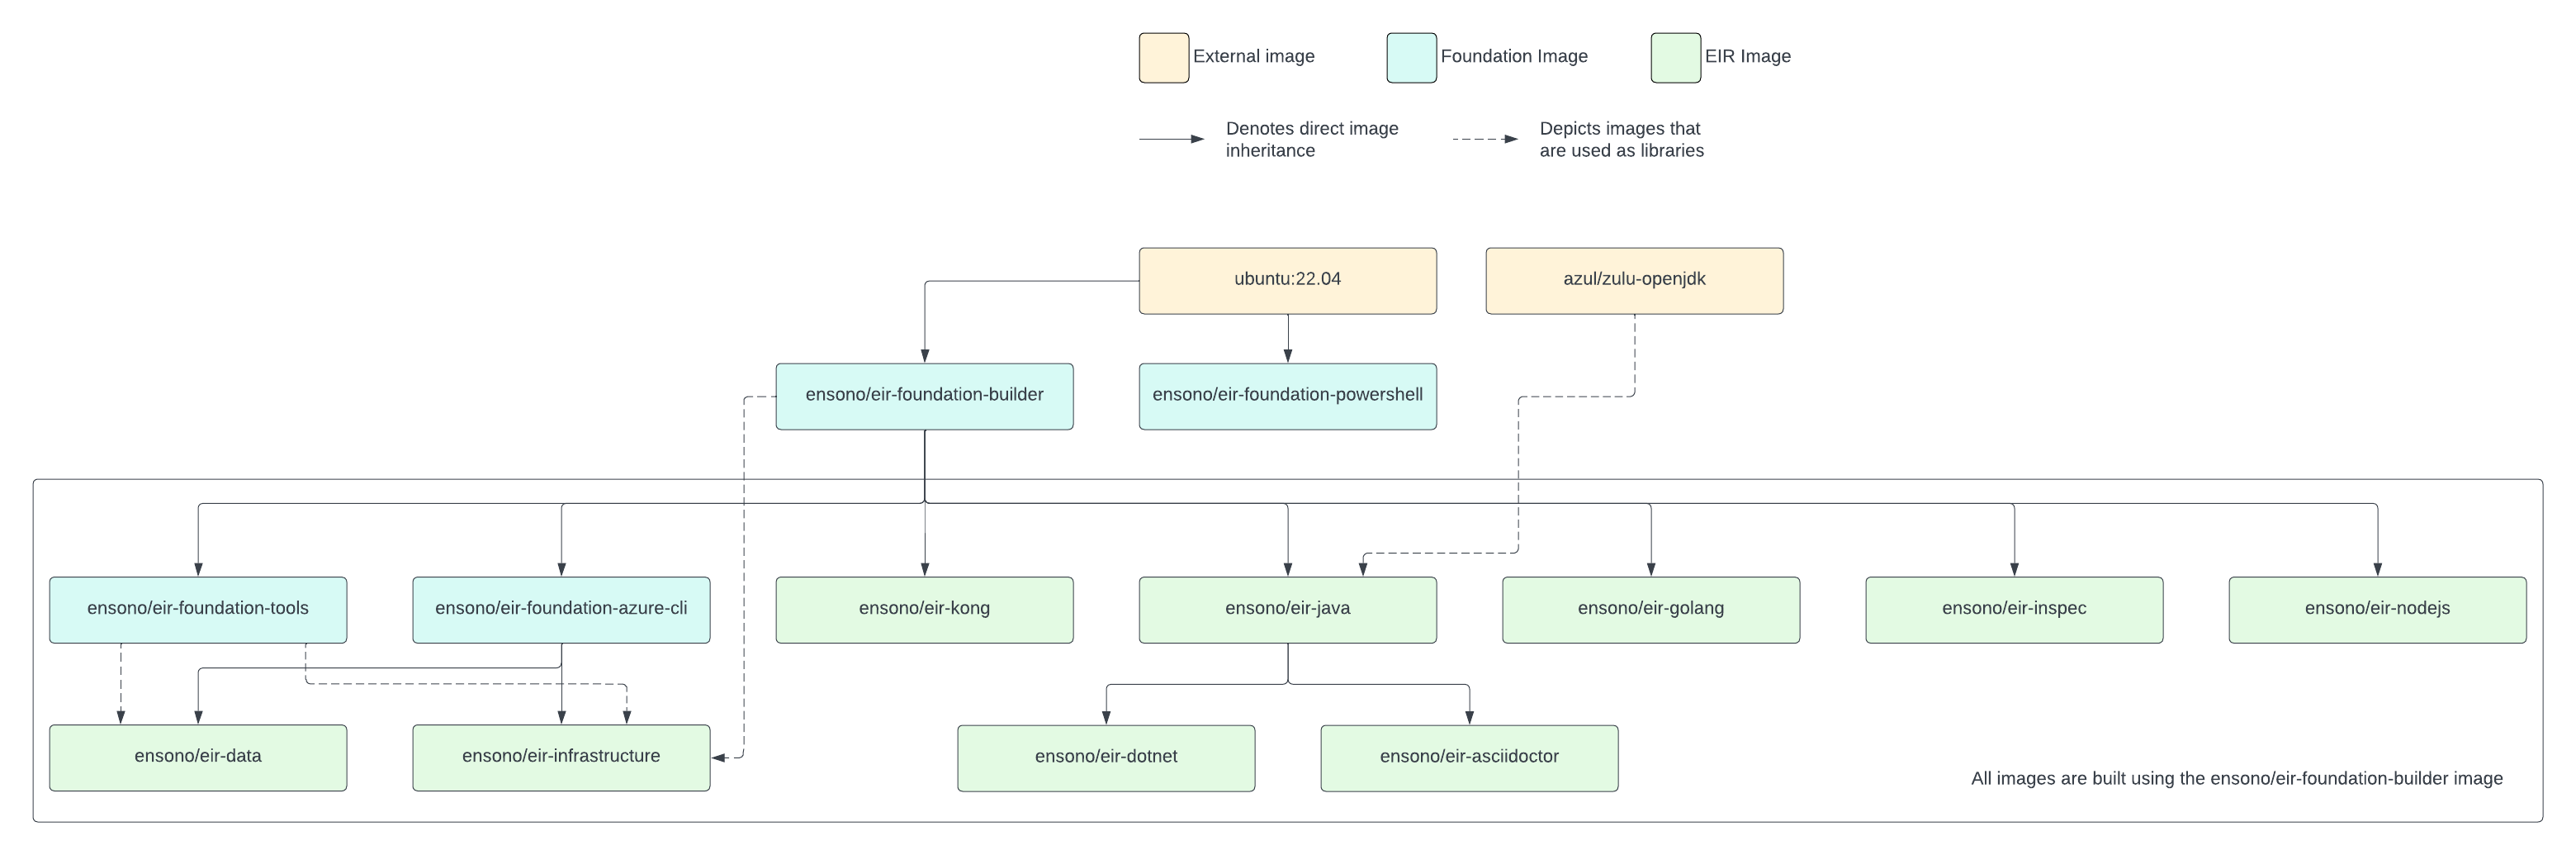 External image
Foundation Image
EIR Image
Denotes direct image
inheritance
Depicts images that
are used as libraries
ubuntu:22.04
azul/zulu-openjdk
ensono/eir-foundation-builder
ensono/eir-foundation-powershell
ensono/eir-foundation-tools
ensono/eir-foundation-azure-cli
ensono/eir-kong
ensono/eir-java
ensono/eir-golang
ensono/eir-inspec
ensono/eir-nodejs
ensono/eir-data
ensono/eir-infrastructure
ensono/eir-dotnet
ensono/eir-asciidoctor
All images are built using the ensono/eir-foundation-builder image